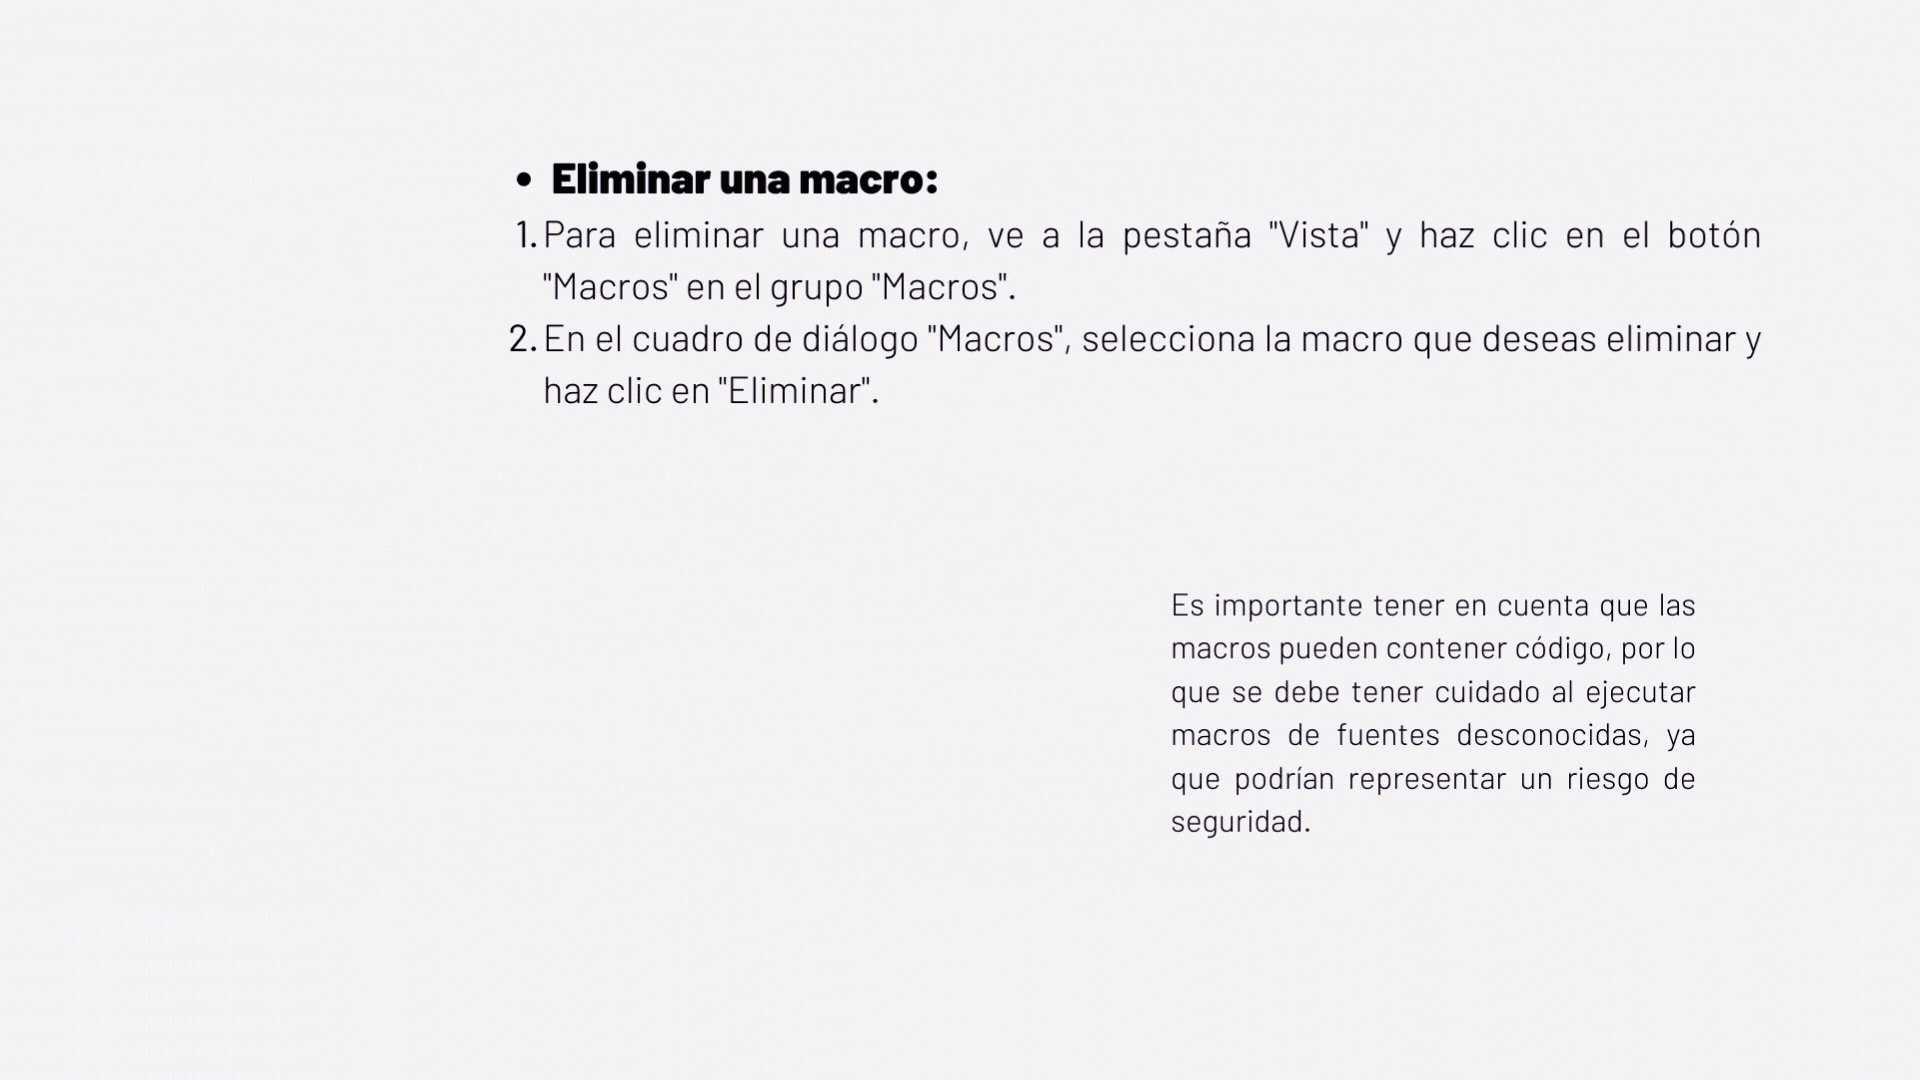 • Eliminar una macro:
1. Para eliminar una macro, ve a la pestaña "Vista" y haz clic en el botón
"Macros" en el grupo "Macros".
2. En el cuadro de diálogo "Macros", selecciona la macro que deseas eliminar y
haz clic en "Eliminar".
Es importante tener en cuenta que las
macros pueden contener código, por lo
que se debe tener cuidado al ejecutar
macros de fuentes desconocidas, ya
que podrían representar un riesgo de
seguridad.